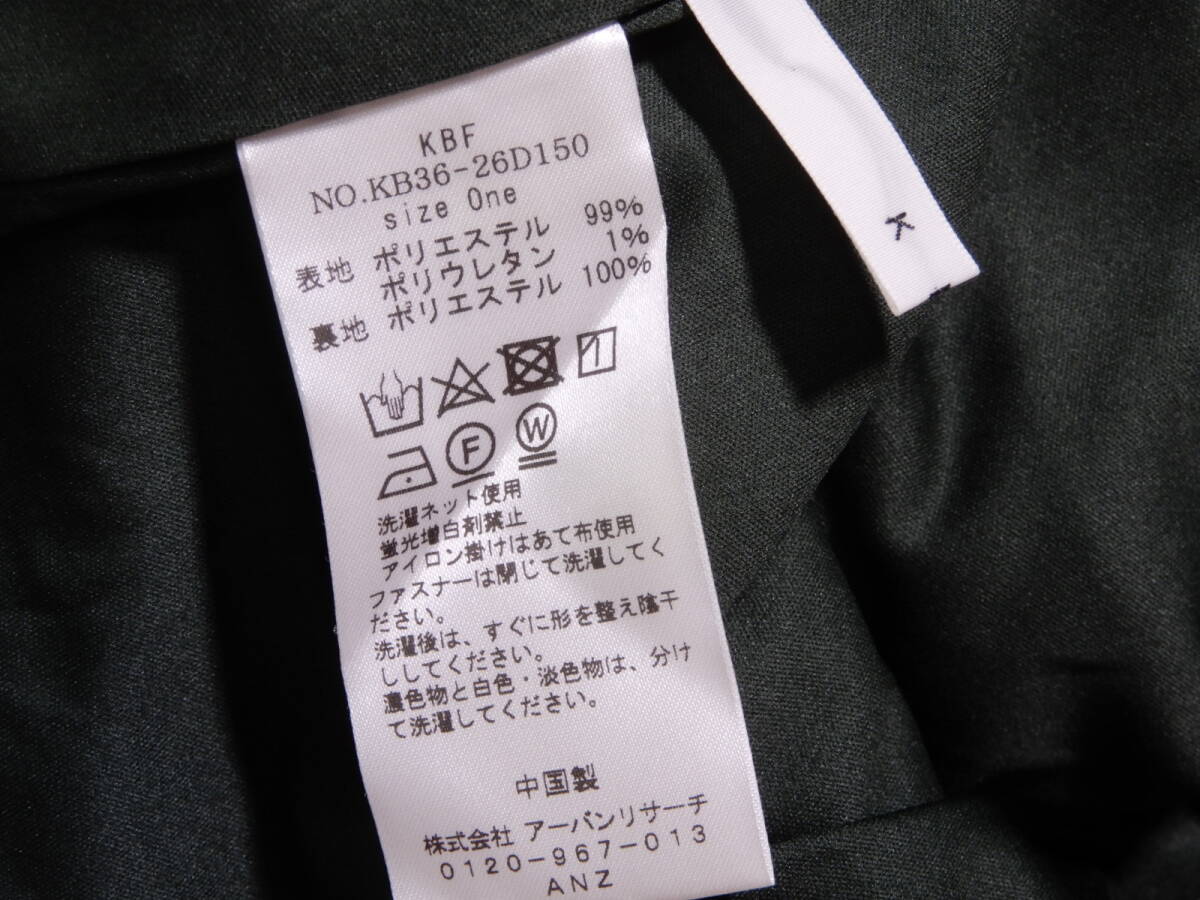 KBF
NO.KB36-26D150
size One
表地 ポリエステル 99%
ポリウレタン 1%
裏地 ポリエステル 100%
F
W
洗濯ネット使用
蛍光増白剤禁止
アイロン掛けはあて布使用
ファスナーは閉じて洗濯してく
ださい。
洗濯後は、すぐに形を整え陰干
ししてください。
濃色物と白色・淡色物は、分け
て洗濯してください。
中国製
株式会社 アーバンリサーチ
0120-967-013
ANZ
K